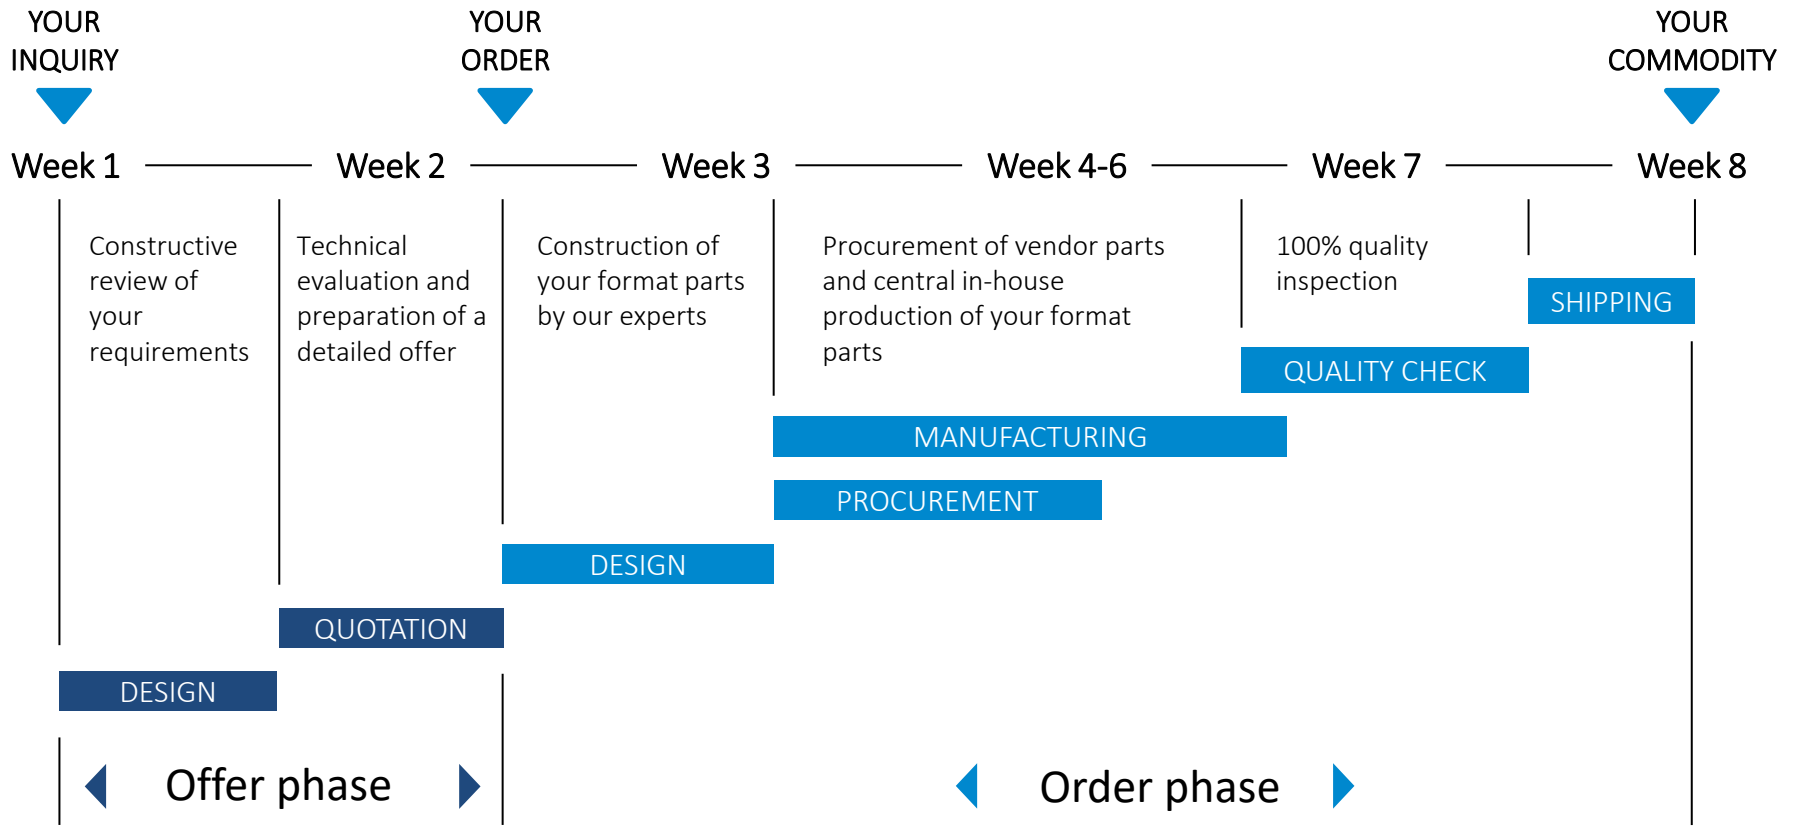 YOUR
INQUIRY
YOUR
ORDER
YOUR
COMMODITY
Week 1
Week 2
Week 3
Week 4-6
Week 7
Week 8
Constructive
review of
your
requirements
Technical
evaluation and
preparation of a
detailed offer
Construction of
your format parts
by our experts
Procurement of vendor parts
and central in-house
production of your format
parts
100% quality
inspection
SHIPPING
QUALITY CHECK
MANUFACTURING
PROCUREMENT
DESIGN
QUOTATION
DESIGN
Offer phase
Order phase